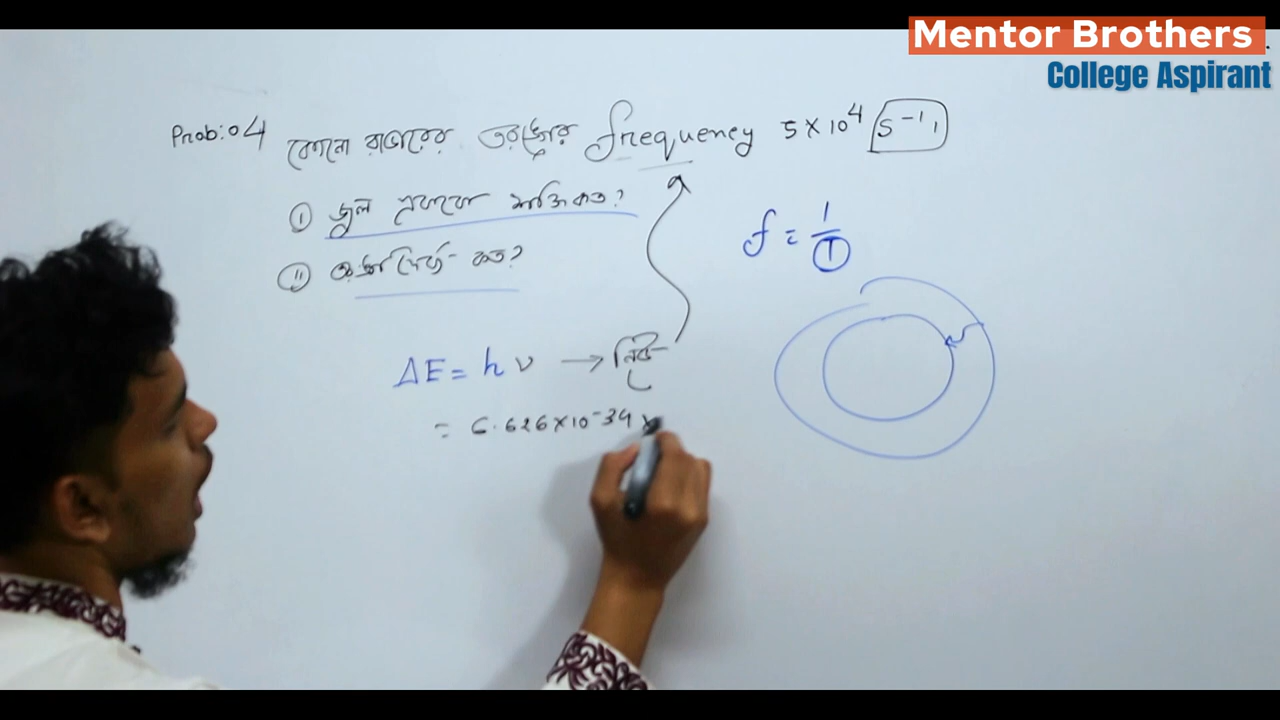 Mentor Brothers
College Aspirant
Prob: 04 কোনো রাডারের তরঙ্গের frequency 5 × 10⁴ s⁻¹,
① জুল এককে শক্তি কত?
② তরঙ্গ দৈর্ঘ্য কত?
f = 1/T
ΔE = hν →
= 6.626×10⁻³⁴ ×